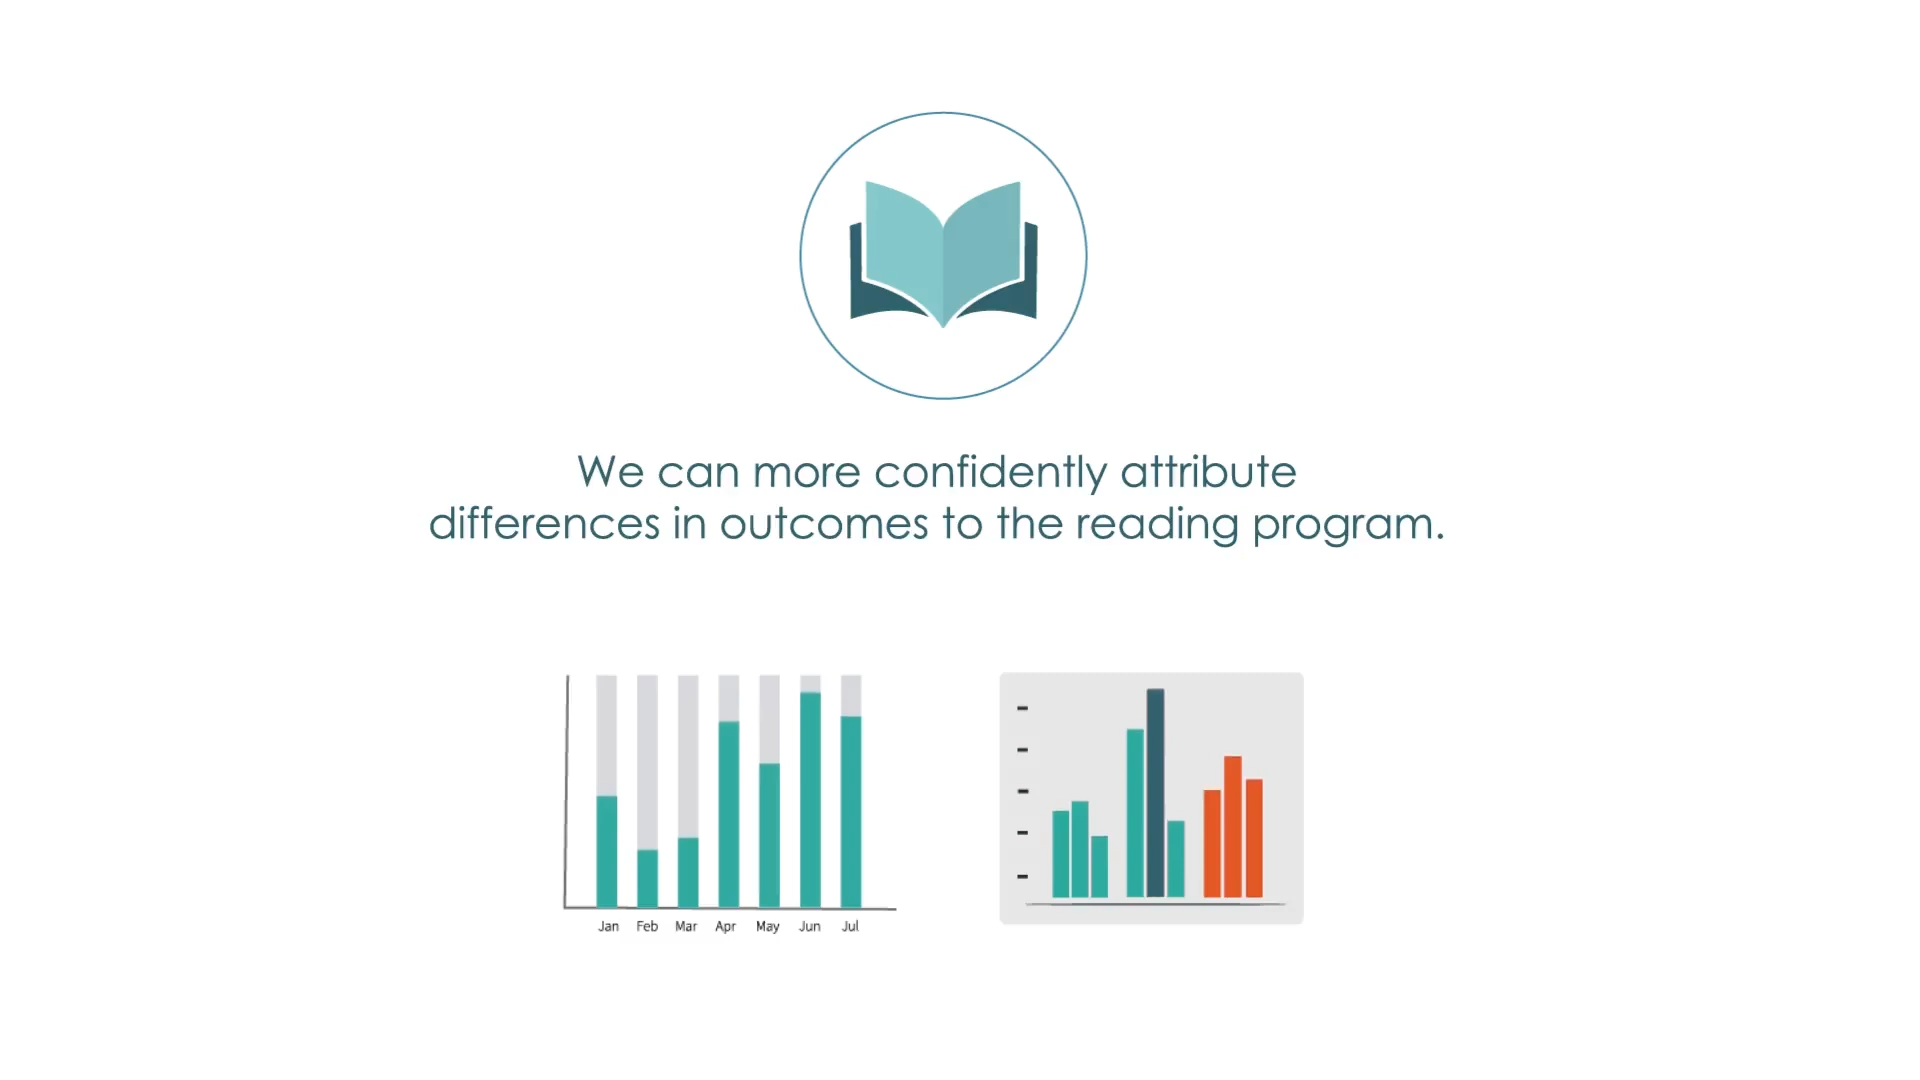 We can more confidently attribute
differences in outcomes to the reading program.
Jan Feb Mar Apr May Jun Jul